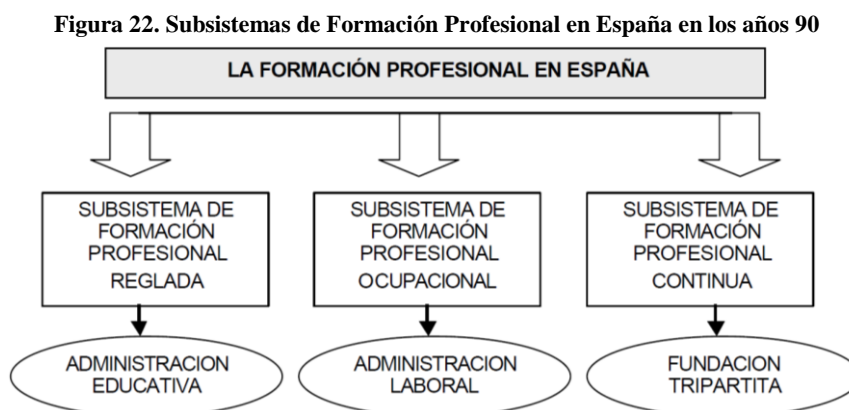 Figura 22. Subsistemas de Formación Profesional en España en los años 90
LA FORMACIÓN PROFESIONAL EN ESPAÑA
SUBSISTEMA DE
FORMACIÓN
PROFESIONAL
REGLADA
SUBSISTEMA DE
FORMACIÓN
PROFESIONAL
OCUPACIONAL
SUBSISTEMA DE
FORMACIÓN
PROFESIONAL
CONTINUA
ADMINISTRACION
EDUCATIVA
ADMINISTRACION
LABORAL
FUNDACION
TRIPARTITA